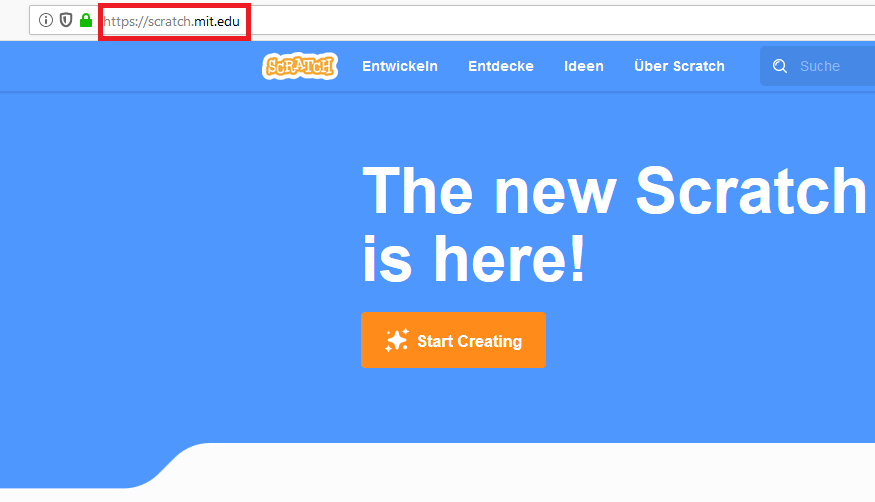 https://scratch.mit.edu
SCRATCH Entwickeln Entdecke Ideen Über Scratch Suche
The new Scratch
is here!
Start Creating